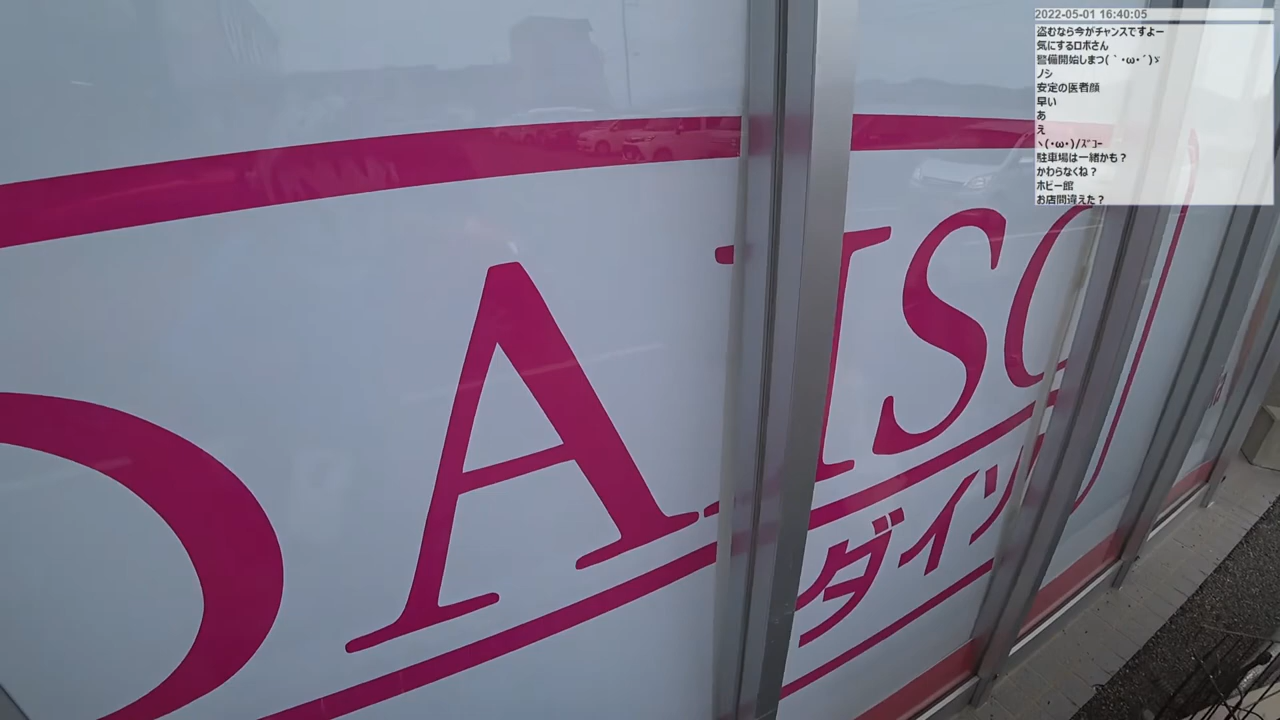 DAISO
ダイソー
2022-05-01 16:40:05
盗むなら今がチャンスですよー
気にするロボさん
警備開始しまつ(｀・ω・´)ゞ
ノシ
安定の医者顔
早い
あ
え
ヽ(・ω・)/ｽﾞｺｰ
駐車場は一緒かも？
かわらなくね？
ホビー館
お店間違えた？